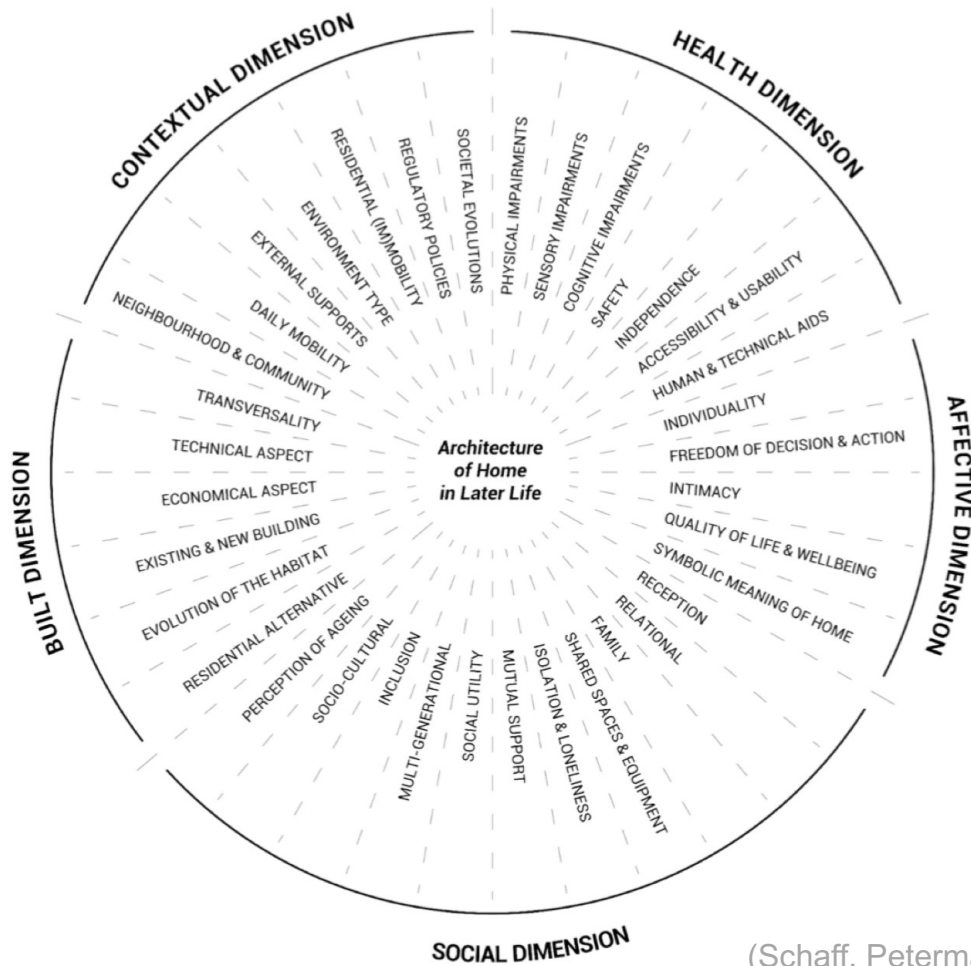 CONTEXTUAL DIMENSION
HEALTH DIMENSION
AFFECTIVE DIMENSION
SOCIAL DIMENSION
BUILT DIMENSION
Architecture
of Home
in Later Life
PHYSICAL IMPAIRMENTS
SENSORY IMPAIRMENTS
COGNITIVE IMPAIRMENTS
SAFETY
INDEPENDENCE
ACCESSIBILITY & USABILITY
HUMAN & TECHNICAL AIDS
INDIVIDUALITY
FREEDOM OF DECISION & ACTION
INTIMACY
QUALITY OF LIFE & WELLBEING
SYMBOLIC MEANING OF HOME
RECEPTION
RELATIONAL
FAMILY
SHARED SPACES & EQUIPMENT
ISOLATION & LONELINESS
MUTUAL SUPPORT
SOCIAL UTILITY
MULTI-GENERATIONAL
INCLUSION
SOCIO-CULTURAL
PERCEPTION OF AGEING
RESIDENTIAL ALTERNATIVE
EVOLUTION OF THE HABITAT
EXISTING & NEW BUILDING
ECONOMICAL ASPECT
TECHNICAL ASPECT
TRANSVERSALITY
NEIGHBOURHOOD & COMMUNITY
DAILY MOBILITY
EXTERNAL SUPPORTS
ENVIRONMENT TYPE
RESIDENTIAL (IM)MOBILITY
REGULATORY POLICIES
SOCIETAL EVOLUTIONS
(Schaff, Peterma